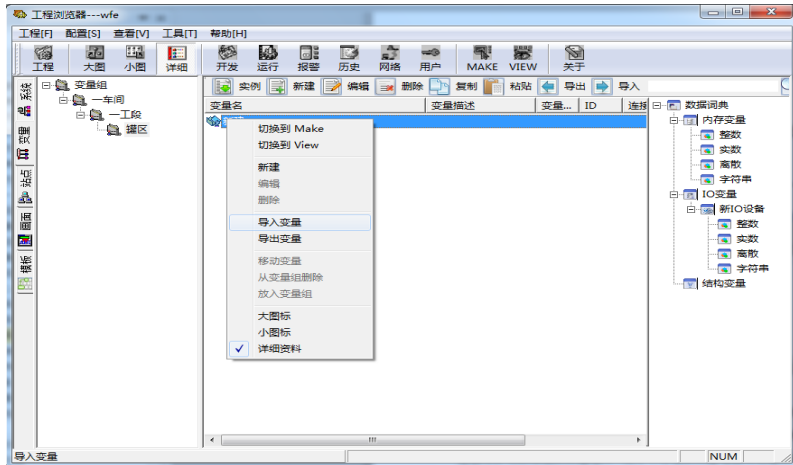 工程浏览器---wfe
工程[F] 配置[S] 查看[V] 工具[T] 帮助[H]
工程 大图 小图 详细 开发 运行 报警 历史 网络 用户 MAKE VIEW 关于
实例 新建 编辑 删除 复制 粘贴 导出 导入
系统
变量
站点
画面
模板
变量组
一车间
一工段
罐区
变量名 变量描述 变量... ID 连接
切换到 Make
切换到 View
新建
编辑
删除
导入变量
导出变量
移动变量
从变量组删除
放入变量组
大图标
小图标
详细资料
数据词典
内存变量
整数
实数
离散
字符串
IO变量
新IO设备
整数
实数
离散
字符串
结构变量
导入变量 NUM